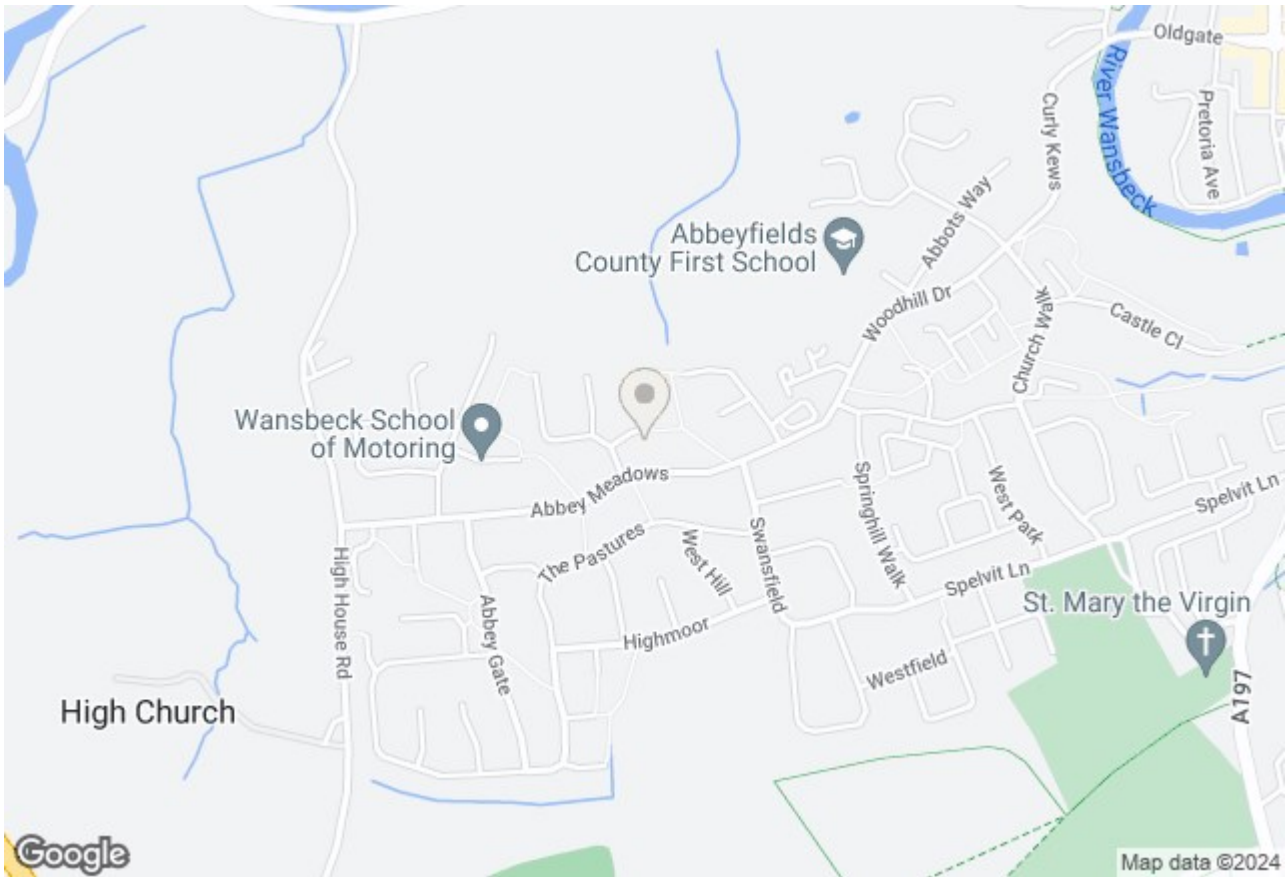 Oldgate
River Wansbeck
Pretoria Ave
Curly Kews
Abbots Way
Abbeyfields
County First School
Woodhill Dr
Church Walk
Castle Cl
Wansbeck School
of Motoring
Abbey Meadows
Springhill Walk
West Park
Spelvit Ln
The Pastures
West Hill
Swansfield
High House Rd
Abbey Gate
Highmoor
Spelvit Ln
St. Mary the Virgin
Westfield
A197
High Church
Google
Map data ©2024